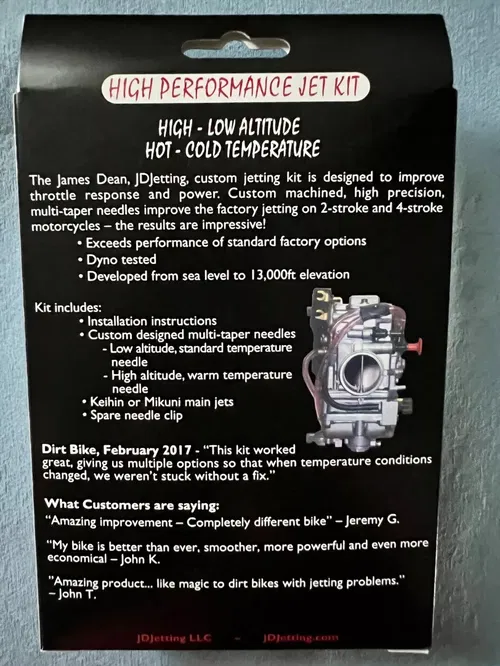 HIGH PERFORMANCE JET KIT
HIGH - LOW ALTITUDE
HOT - COLD TEMPERATURE
The James Dean, JDJetting, custom jetting kit is designed to improve
throttle response and power. Custom machined, high precision,
multi-taper needles improve the factory jetting on 2-stroke and 4-stroke
motorcycles – the results are impressive!
• Exceeds performance of standard factory options
• Dyno tested
• Developed from sea level to 13,000ft elevation
Kit includes:
• Installation instructions
• Custom designed multi-taper needles
- Low altitude, standard temperature
needle
- High altitude, warm temperature
needle
• Keihin or Mikuni main jets
• Spare needle clip
Dirt Bike, February 2017 - “This kit worked
great, giving us multiple options so that when temperature conditions
changed, we weren’t stuck without a fix.”
What Customers are saying:
“Amazing improvement – Completely different bike” – Jeremy G.
“My bike is better than ever, smoother, more powerful and even more
economical – John K.
"Amazing product... like magic to dirt bikes with jetting problems.”
– John T.
JDJetting LLC – JDJetting.com